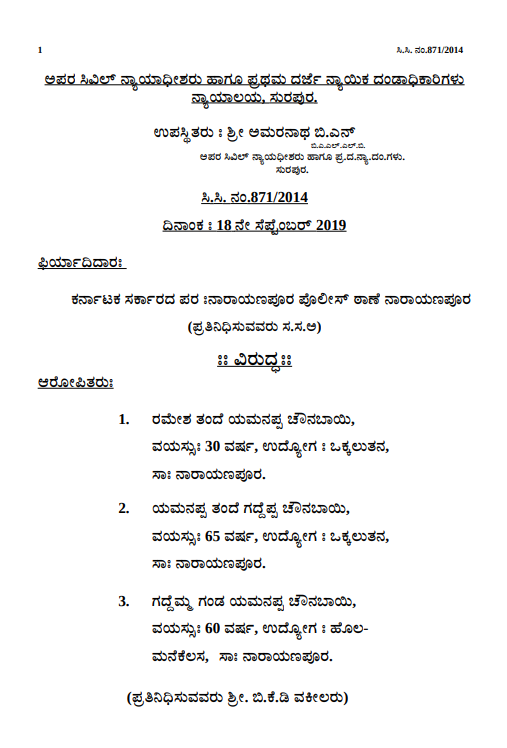 1 ಸಿ.ಸಿ. ನಂ.871/2014
ಅಪರ ಸಿವಿಲ್ ನ್ಯಾಯಾಧೀಶರು ಹಾಗೂ ಪ್ರಥಮ ದರ್ಜೆ ನ್ಯಾಯಿಕ ದಂಡಾಧಿಕಾರಿಗಳು
ನ್ಯಾಯಾಲಯ, ಸುರಪುರ.
ಉಪಸ್ಥಿತರು : ಶ್ರೀ ಅಮರನಾಥ ಬಿ.ಎನ್
ಬಿ.ಎ.ಎಲ್.ಎಲ್.ಬಿ.
ಅಪರ ಸಿವಿಲ್ ನ್ಯಾಯಧೀಶರು ಹಾಗೂ ಪ್ರ.ದ.ನ್ಯಾ.ದಂ.ಗಳು.
ಸುರಪುರ.
ಸಿ.ಸಿ. ನಂ.871/2014
ದಿನಾಂಕ : 18 ನೇ ಸೆಪ್ಟೆಂಬರ್ 2019
ಫಿರ್ಯಾದಿದಾರಃ
ಕರ್ನಾಟಕ ಸರ್ಕಾರದ ಪರ ಃನಾರಾಯಣಪೂರ ಪೊಲೀಸ್ ಠಾಣೆ ನಾರಾಯಣಪೂರ
(ಪ್ರತಿನಿಧಿಸುವವರು ಸ.ಸ.ಅ)
ಃಃ ವಿರುದ್ಧಃಃ
ಆರೋಪಿತರುಃ
1. ರಮೇಶ ತಂದೆ ಯಮನಪ್ಪ ಚೌನಬಾಯಿ,
ವಯಸ್ಸುಃ 30 ವರ್ಷ, ಉದ್ಯೋಗ ಃ ಒಕ್ಕಲುತನ,
ಸಾಃ ನಾರಾಯಣಪೂರ.
2. ಯಮನಪ್ಪ ತಂದೆ ಗದ್ದೆಪ್ಪ ಚೌನಬಾಯಿ,
ವಯಸ್ಸುಃ 65 ವರ್ಷ, ಉದ್ಯೋಗ ಃ ಒಕ್ಕಲುತನ,
ಸಾಃ ನಾರಾಯಣಪೂರ.
3. ಗದ್ದೆಮ್ಮ ಗಂಡ ಯಮನಪ್ಪ ಚೌನಬಾಯಿ,
ವಯಸ್ಸುಃ 60 ವರ್ಷ, ಉದ್ಯೋಗ ಃ ಹೊಲ-
ಮನೆಕೆಲಸ, ಸಾಃ ನಾರಾಯಣಪೂರ.
(ಪ್ರತಿನಿಧಿಸುವವರು ಶ್ರೀ. ಬಿ.ಕೆ.ಡಿ ವಕೀಲರು)